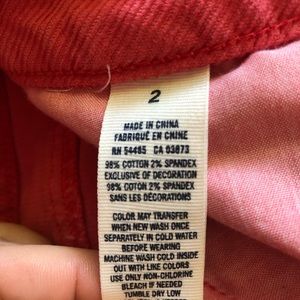 2
MADE IN CHINA
FABRIQUÉ EN CHINE
RN 54485 CA 03873
98% COTTON 2% SPANDEX
EXCLUSIVE OF DECORATION
98% COTTON 2% SPANDEX
SANS LES DÉCORATIONS
COLOR MAY TRANSFER
WHEN NEW WASH ONCE
SEPARATELY IN COLD WATER
BEFORE WEARING
MACHINE WASH COLD INSIDE
OUT WITH LIKE COLORS
USE ONLY NON-CHLORINE
BLEACH IF NEEDED
TUMBLE DRY LOW